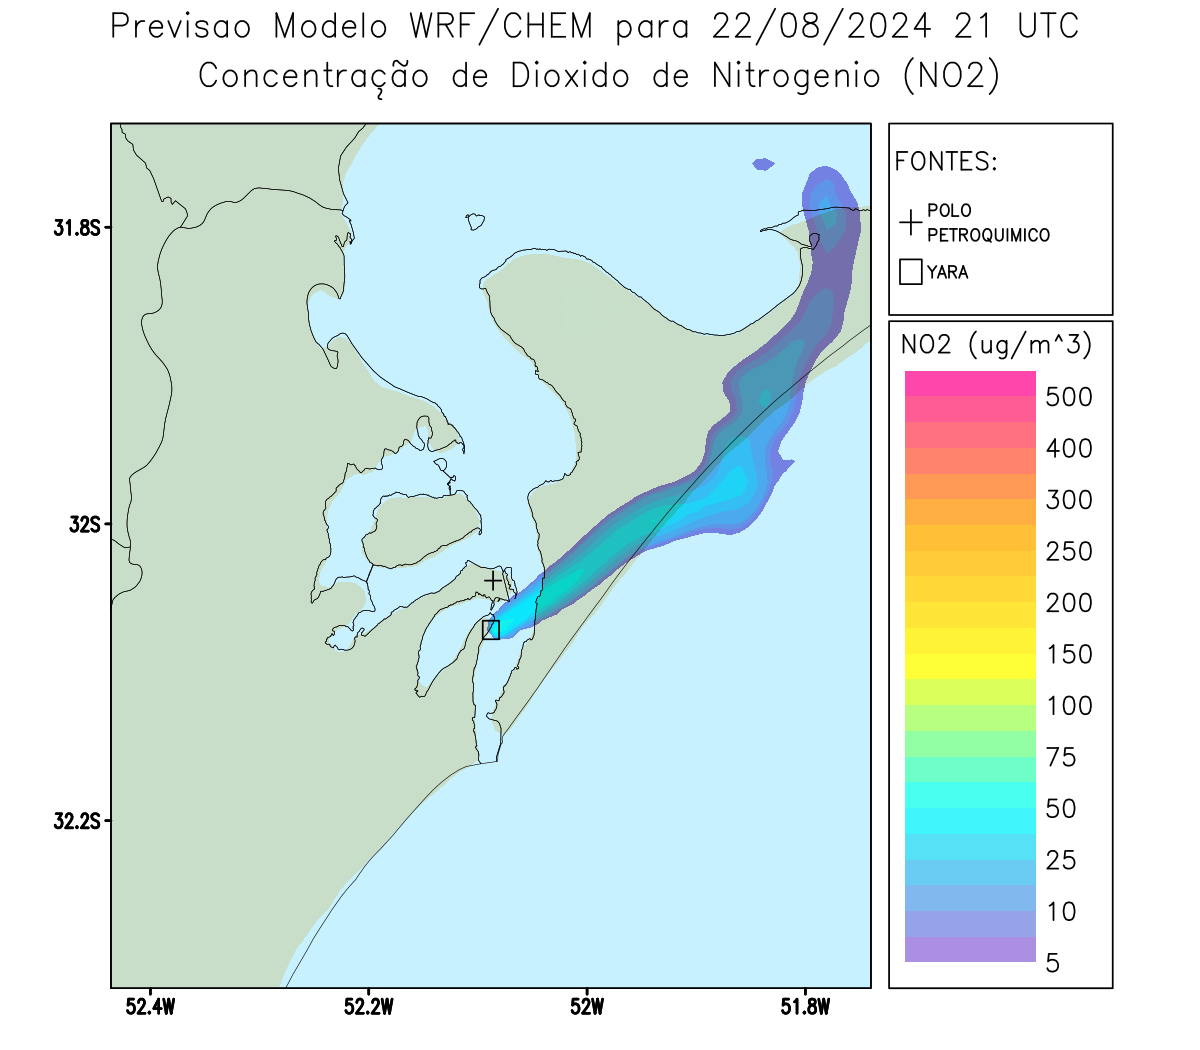 Previsao Modelo WRF/CHEM para 22/08/2024 21 UTC
Concentração de Dioxido de Nitrogenio (NO2)
FONTES:
POLO
PETROQUIMICO
YARA
NO2 (ug/m^3)
500
400
300
250
200
150
100
75
50
25
10
5
31.8S
32S
32.2S
52.4W
52.2W
52W
51.8W